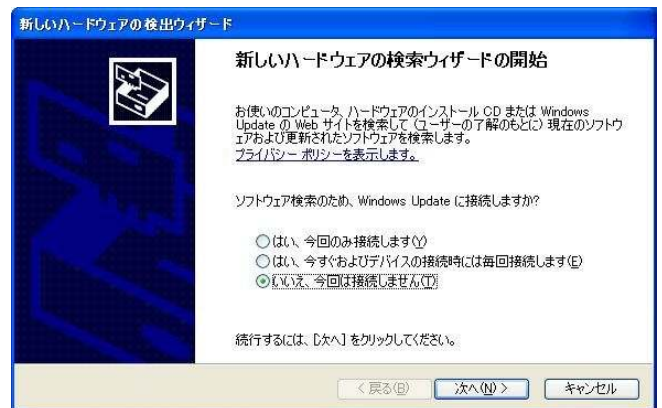 新しいハードウェアの検出ウィザード
新しいハードウェアの検索ウィザードの開始
お使いのコンピュータ、ハードウェアのインストール CD または Windows
Update の Web サイトを検索して （ユーザーの了解のもとに） 現在のソフトウ
ェアおよび更新されたソフトウェアを検索します。
プライバシー ポリシーを表示します。
ソフトウェア検索のため、Windows Update に接続しますか?
はい、今回のみ接続します(Y)
はい、今すぐおよびデバイスの接続時には毎回接続します(E)
いいえ、今回は接続しません(T)
続行するには、[次へ] をクリックしてください。
< 戻る(B)
次へ(N) >
キャンセル